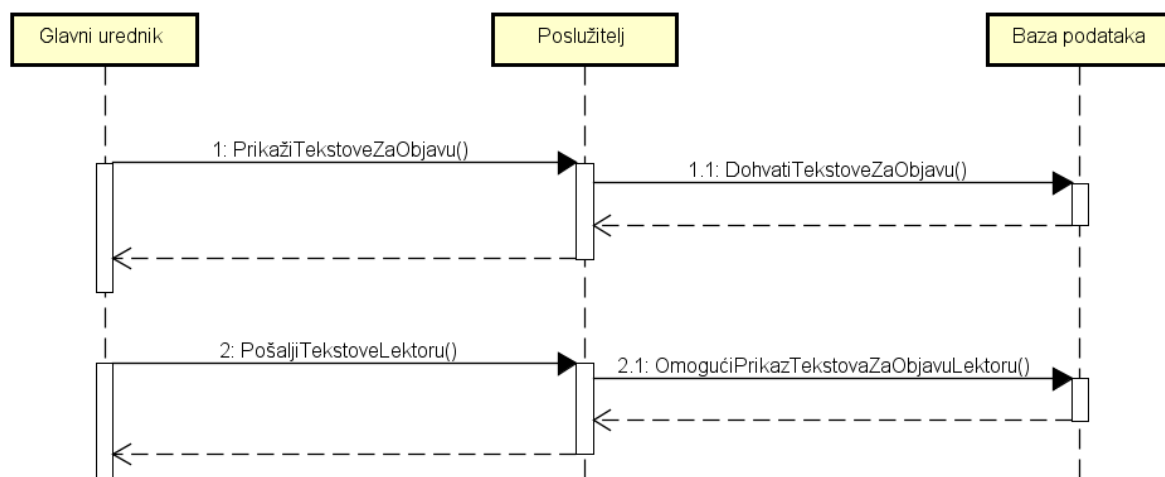 Glavni urednik
Poslužitelj
Baza podataka
1: PrikažiTekstoveZaObjavu()
1.1: DohvatiTekstoveZaObjavu()
2: PošaljiTekstoveLektoru()
2.1: OmogućiPrikazTekstovaZaObjavuLektoru()